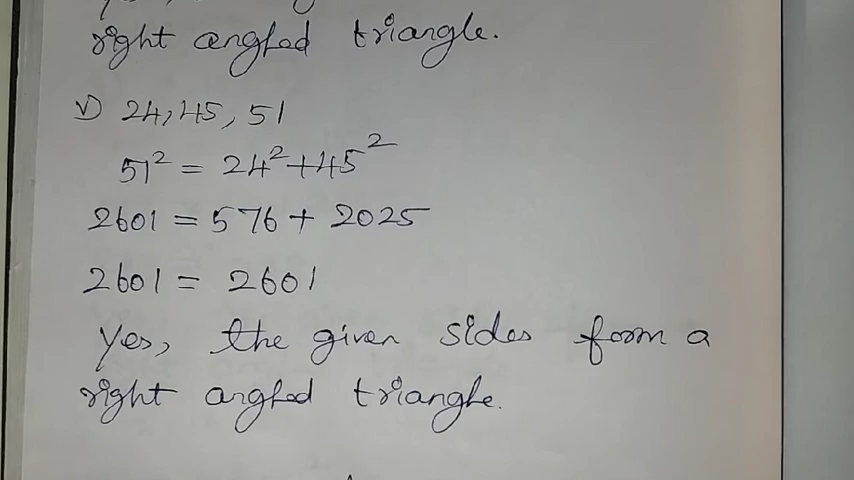 right angled triangle.
V) 24, 45, 51
51² = 24² + 45²
2601 = 576 + 2025
2601 = 2601
Yes, the given sides form a
right angled triangle.